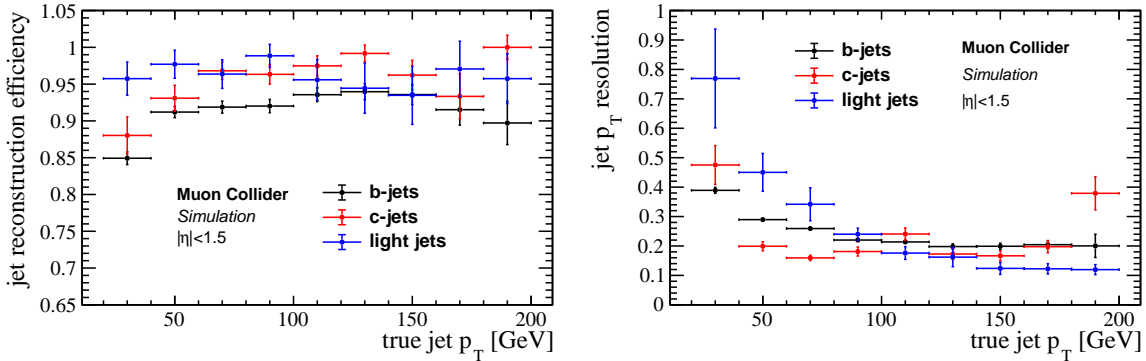 jet reconstruction efficiency
1
0.95
0.9
0.85
0.8
0.75
0.7
0.65
Muon Collider
Simulation
|η|<1.5
b-jets
c-jets
light jets
50 100 150 200
true jet p_T [GeV]
jet p_T resolution
1
0.9
0.8
0.7
0.6
0.5
0.4
0.3
0.2
0.1
0
b-jets
c-jets
light jets
Muon Collider
Simulation
|η|<1.5
50 100 150 200
true jet p_T [GeV]